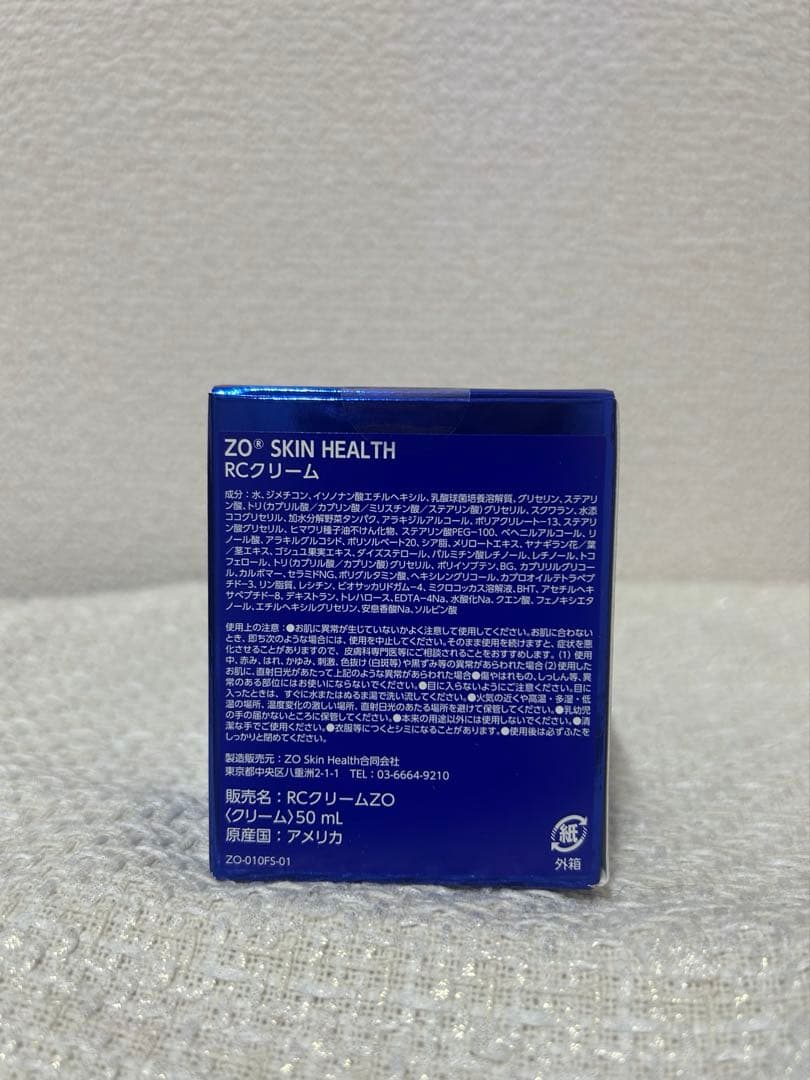 ZO® SKIN HEALTH
RCクリーム
成分：水、ジメチコン、イソノナン酸エチルヘキシル、乳酸球菌培養溶解質、グリセリン、ステアリ
ン酸、トリ（カプリル酸／カプリン酸／ミリスチン酸／ステアリン酸）グリセリル、スクワラン、水添
ココグリセリル、加水分解野菜タンパク、アラキジルアルコール、ポリアクリレート-13、ステアリ
ン酸グリセリル、ヒマワリ種子油不けん化物、ステアリン酸PEG-100、ベヘニルアルコール、リ
ノール酸、アラキルグルコシド、ポリソルベート20、シア脂、メリロートエキス、ヤナギラン花／葉
／茎エキス、ゴシュユ果実エキス、ダイズステロール、パルミチン酸レチノール、レチノール、トコ
フェロール、トリ（カプリル酸／カプリン酸）グリセリル、ポリイソプテン、BG、カプリリルグリコー
ル、カルボマー、セラミドNG、ポリグルタミン酸、ヘキシレングリコール、カプロオイルテトラペプ
チド-3、リン脂質、レシチン、ビオサッカリドガム-4、ミクロコッカス溶解液、BHT、アセチルヘキ
サペプチド-8、デキストラン、トレハロース、EDTA-4Na、水酸化Na、クエン酸、フェノキシエタ
ノール、エチルヘキシルグリセリン、安息香酸Na、ソルビン酸
使用上の注意：●お肌に異常が生じていないかよく注意して使用してください。お肌に合わない
とき、即ち次のような場合には、使用を中止してください。そのまま使用を続けますと、症状を悪
化させることがありますので、皮膚科専門医等にご相談されることをおすすめします。（1）使用
中、赤み、はれ、かゆみ、刺激、色抜け（白斑等）や黒ずみ等の異常があらわれた場合（2）使用した
お肌に、直射日光があたって上記のような異常があらわれた場合●傷やはれもの、しっしん等、異
常のある部位にはお使いにならないでください。●目に入らないようにご注意ください。目に
入ったときは、すぐに水またはぬるま湯で洗い流してください。●火気の近くや高温・多湿・低
温の場所、温度変化の激しい場所、直射日光のあたる場所を避けて保管してください。●乳幼児
の手の届かないところに保管してください。●本来の用途以外には使用しないでください。●清
潔な手でご使用ください。●衣服等につくとシミになることがあります。●使用後は必ずふたを
しっかりと閉めてください。
製造販売元：ZO Skin Health合同会社
東京都中央区八重洲2-1-1 TEL：03-6664-9210
販売名：RCクリームZO
〈クリーム〉50 mL
原産国：アメリカ
ZO-010FS-01
紙
外箱